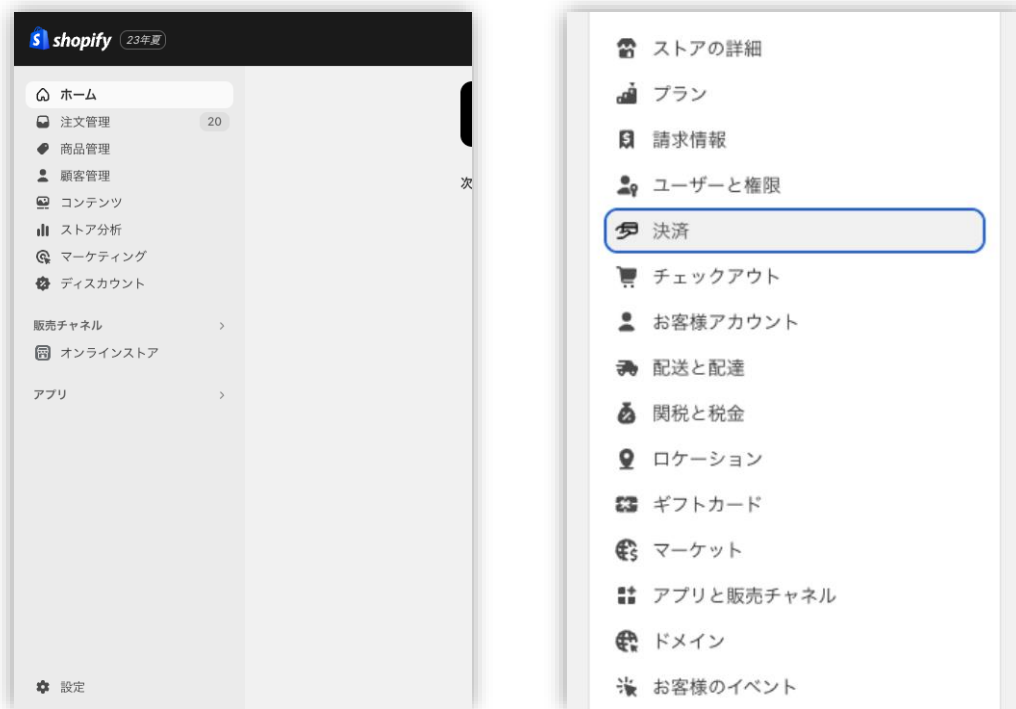 shopify 23年夏
ホーム
注文管理 20
商品管理
顧客管理
コンテンツ
ストア分析
マーケティング
ディスカウント
販売チャネル
オンラインストア
アプリ
設定
次
ストアの詳細
プラン
請求情報
ユーザーと権限
決済
チェックアウト
お客様アカウント
配送と配達
関税と税金
ロケーション
ギフトカード
マーケット
アプリと販売チャネル
ドメイン
お客様のイベント